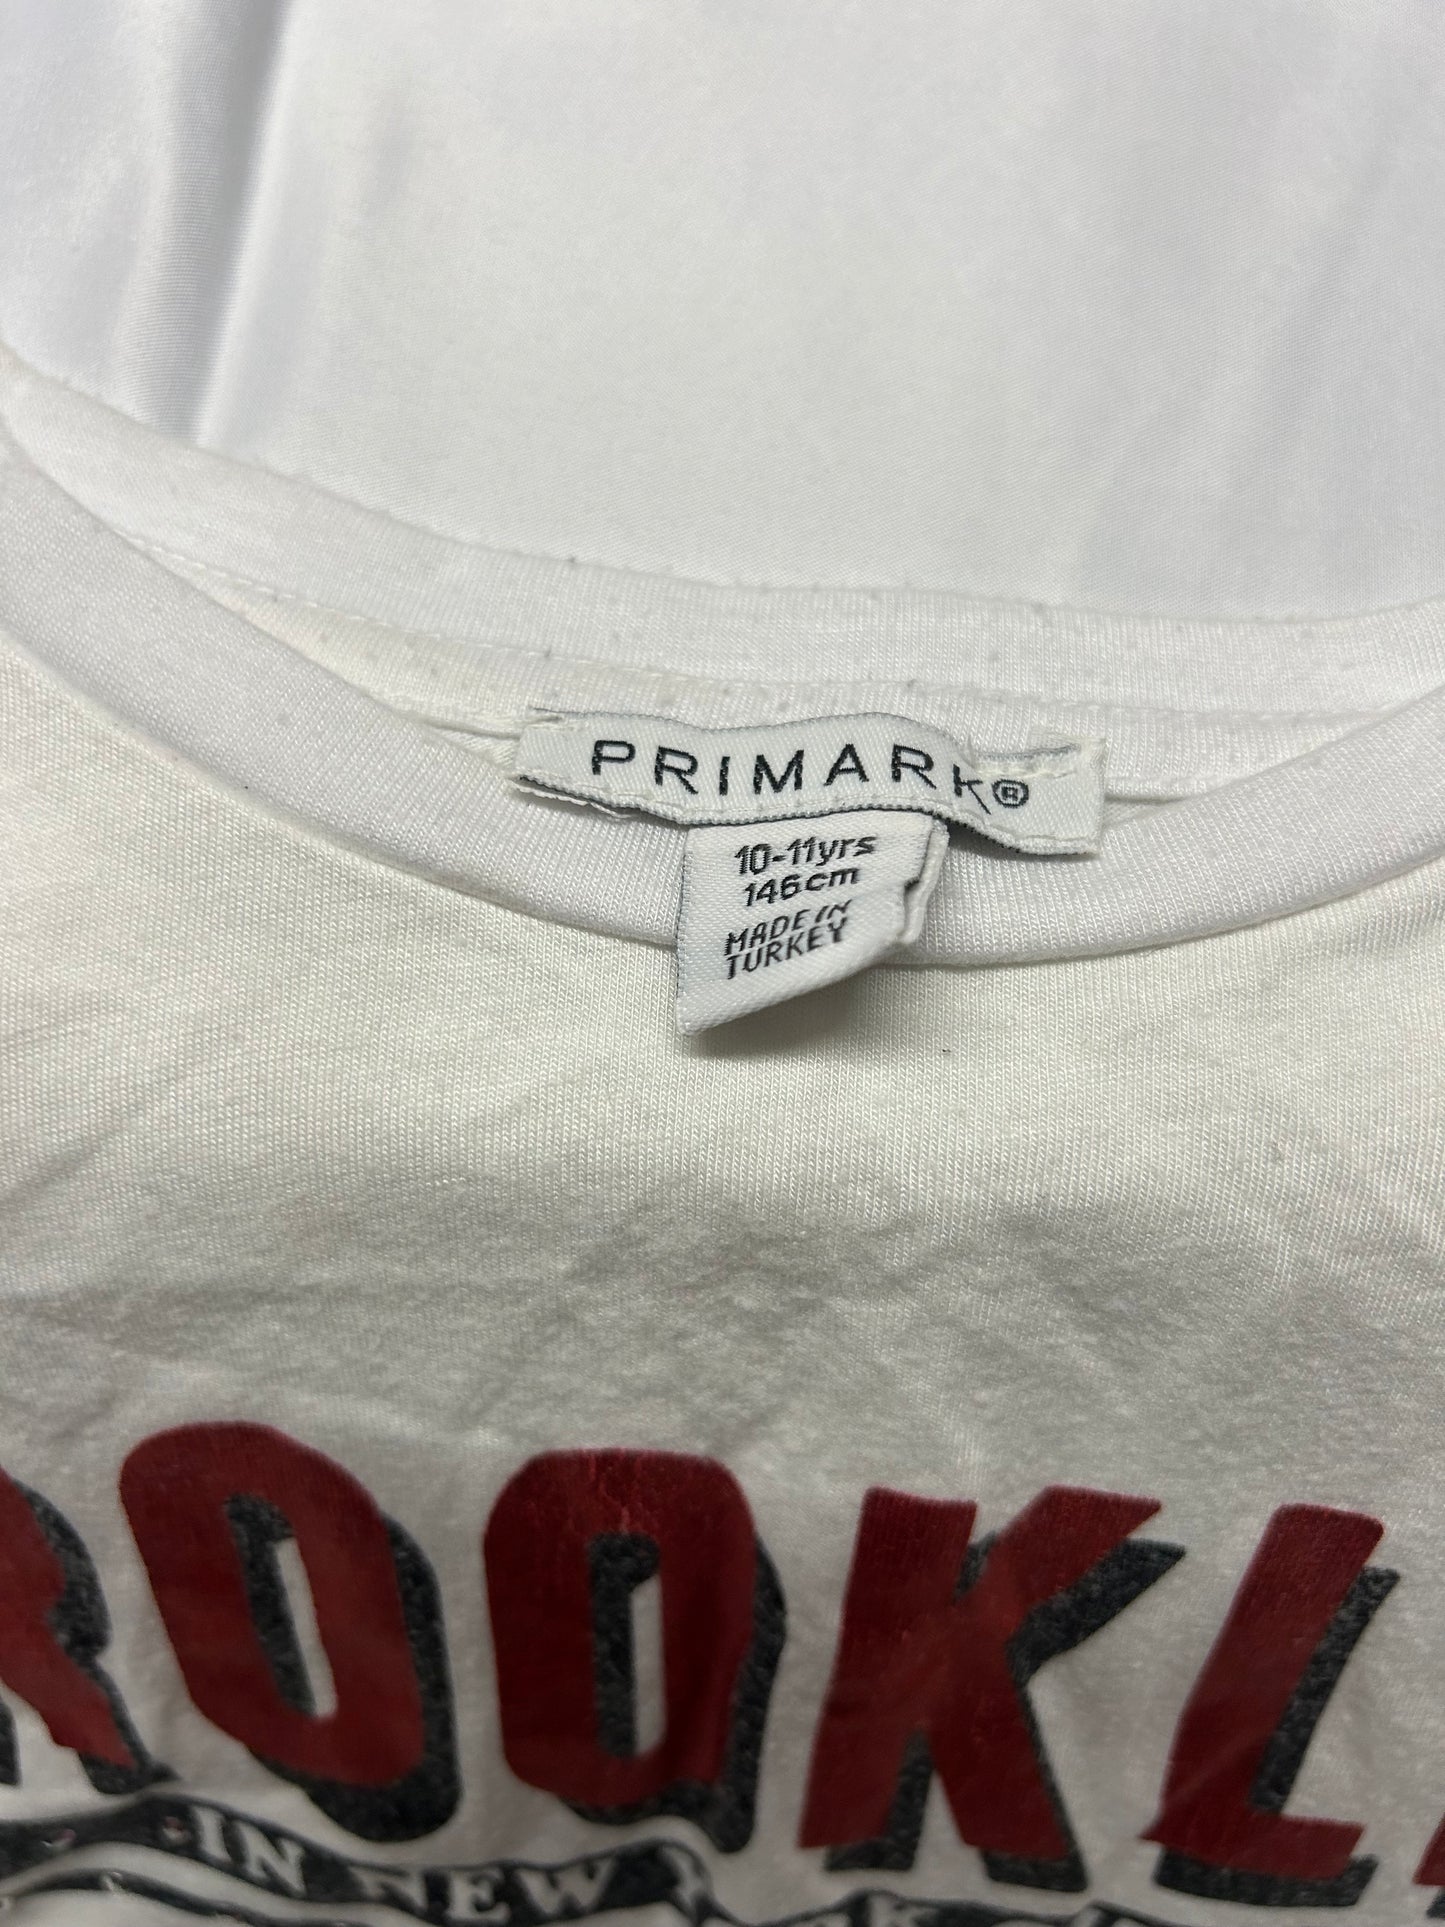 PRIMARK®
10-11yrs
146cm
MADE IN
TURKEY
ROOKL
IN NEW